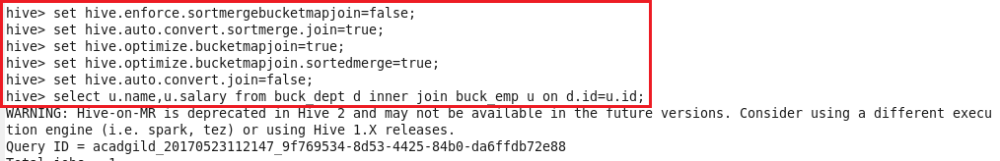 hive> set hive.enforce.sortmergebucketmapjoin=false;
hive> set hive.auto.convert.sortmerge.join=true;
hive> set hive.optimize.bucketmapjoin=true;
hive> set hive.optimize.bucketmapjoin.sortedmerge=true;
hive> set hive.auto.convert.join=false;
hive> select u.name,u.salary from buck_dept d inner join buck_emp u on d.id=u.id;
WARNING: Hive-on-MR is deprecated in Hive 2 and may not be available in the future versions. Consider using a different execu
tion engine (i.e. spark, tez) or using Hive 1.X releases.
Query ID = acadgild_20170523112147_9f769534-8d53-4425-84b0-da6ffdb72e88